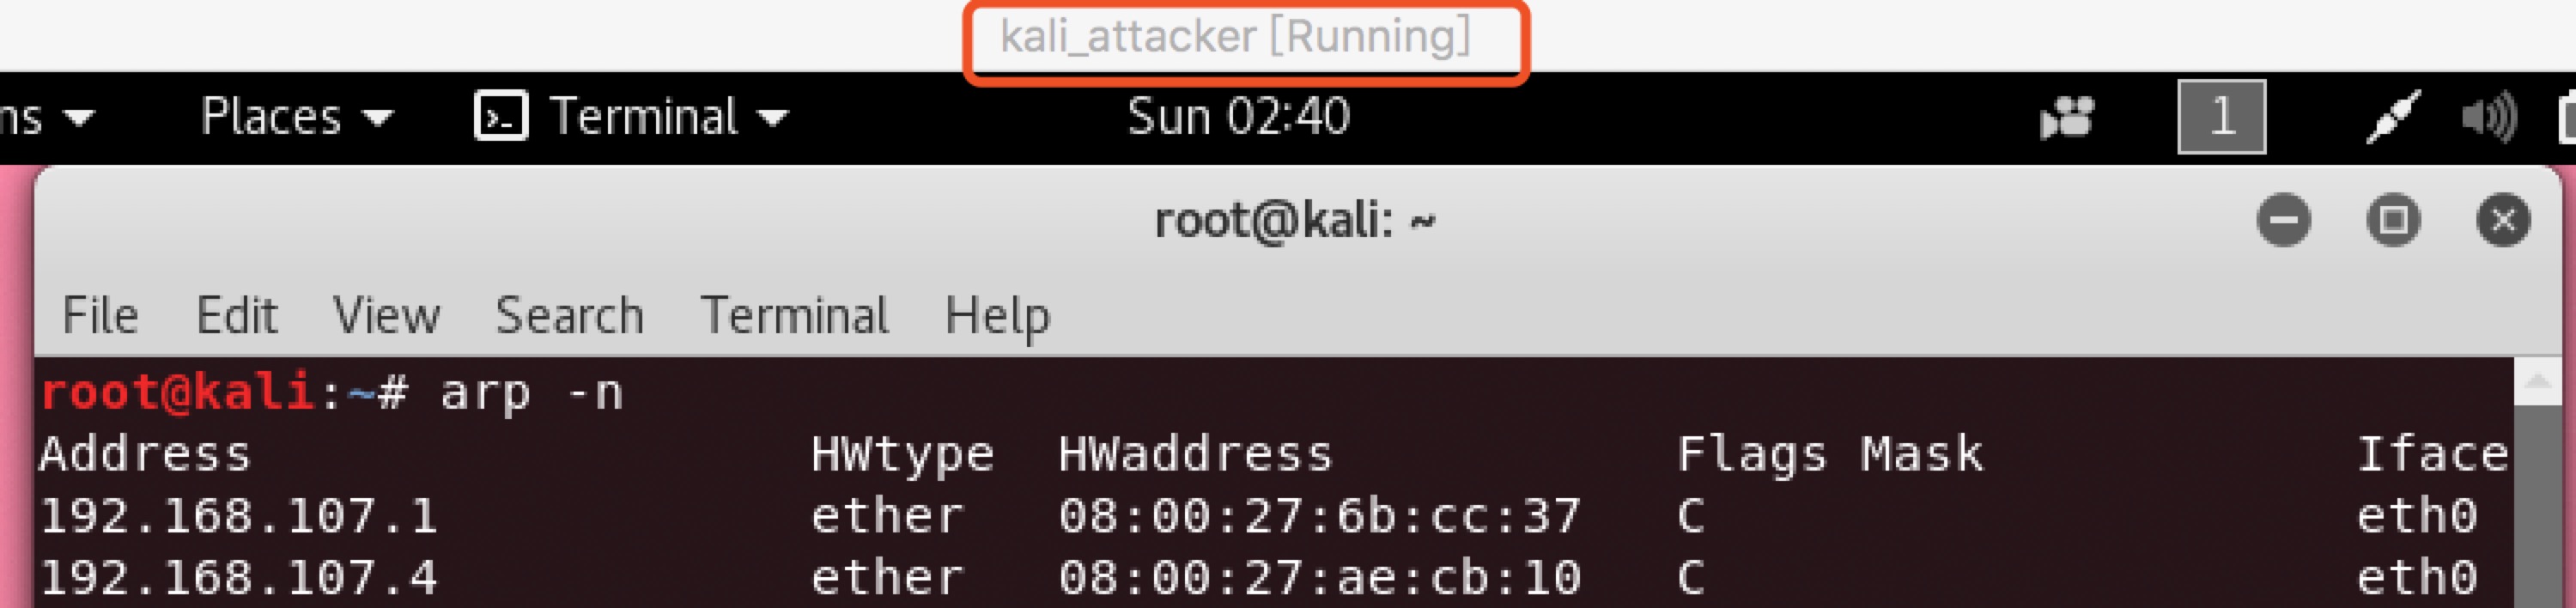 kali_attacker [Running]
ns Places Terminal Sun 02:40 1
root@kali: ~
File Edit View Search Terminal Help
root@kali:~# arp -n
Address HWtype HWaddress Flags Mask Iface
192.168.107.1 ether 08:00:27:6b:cc:37 C eth0
192.168.107.4 ether 08:00:27:ae:cb:10 C eth0